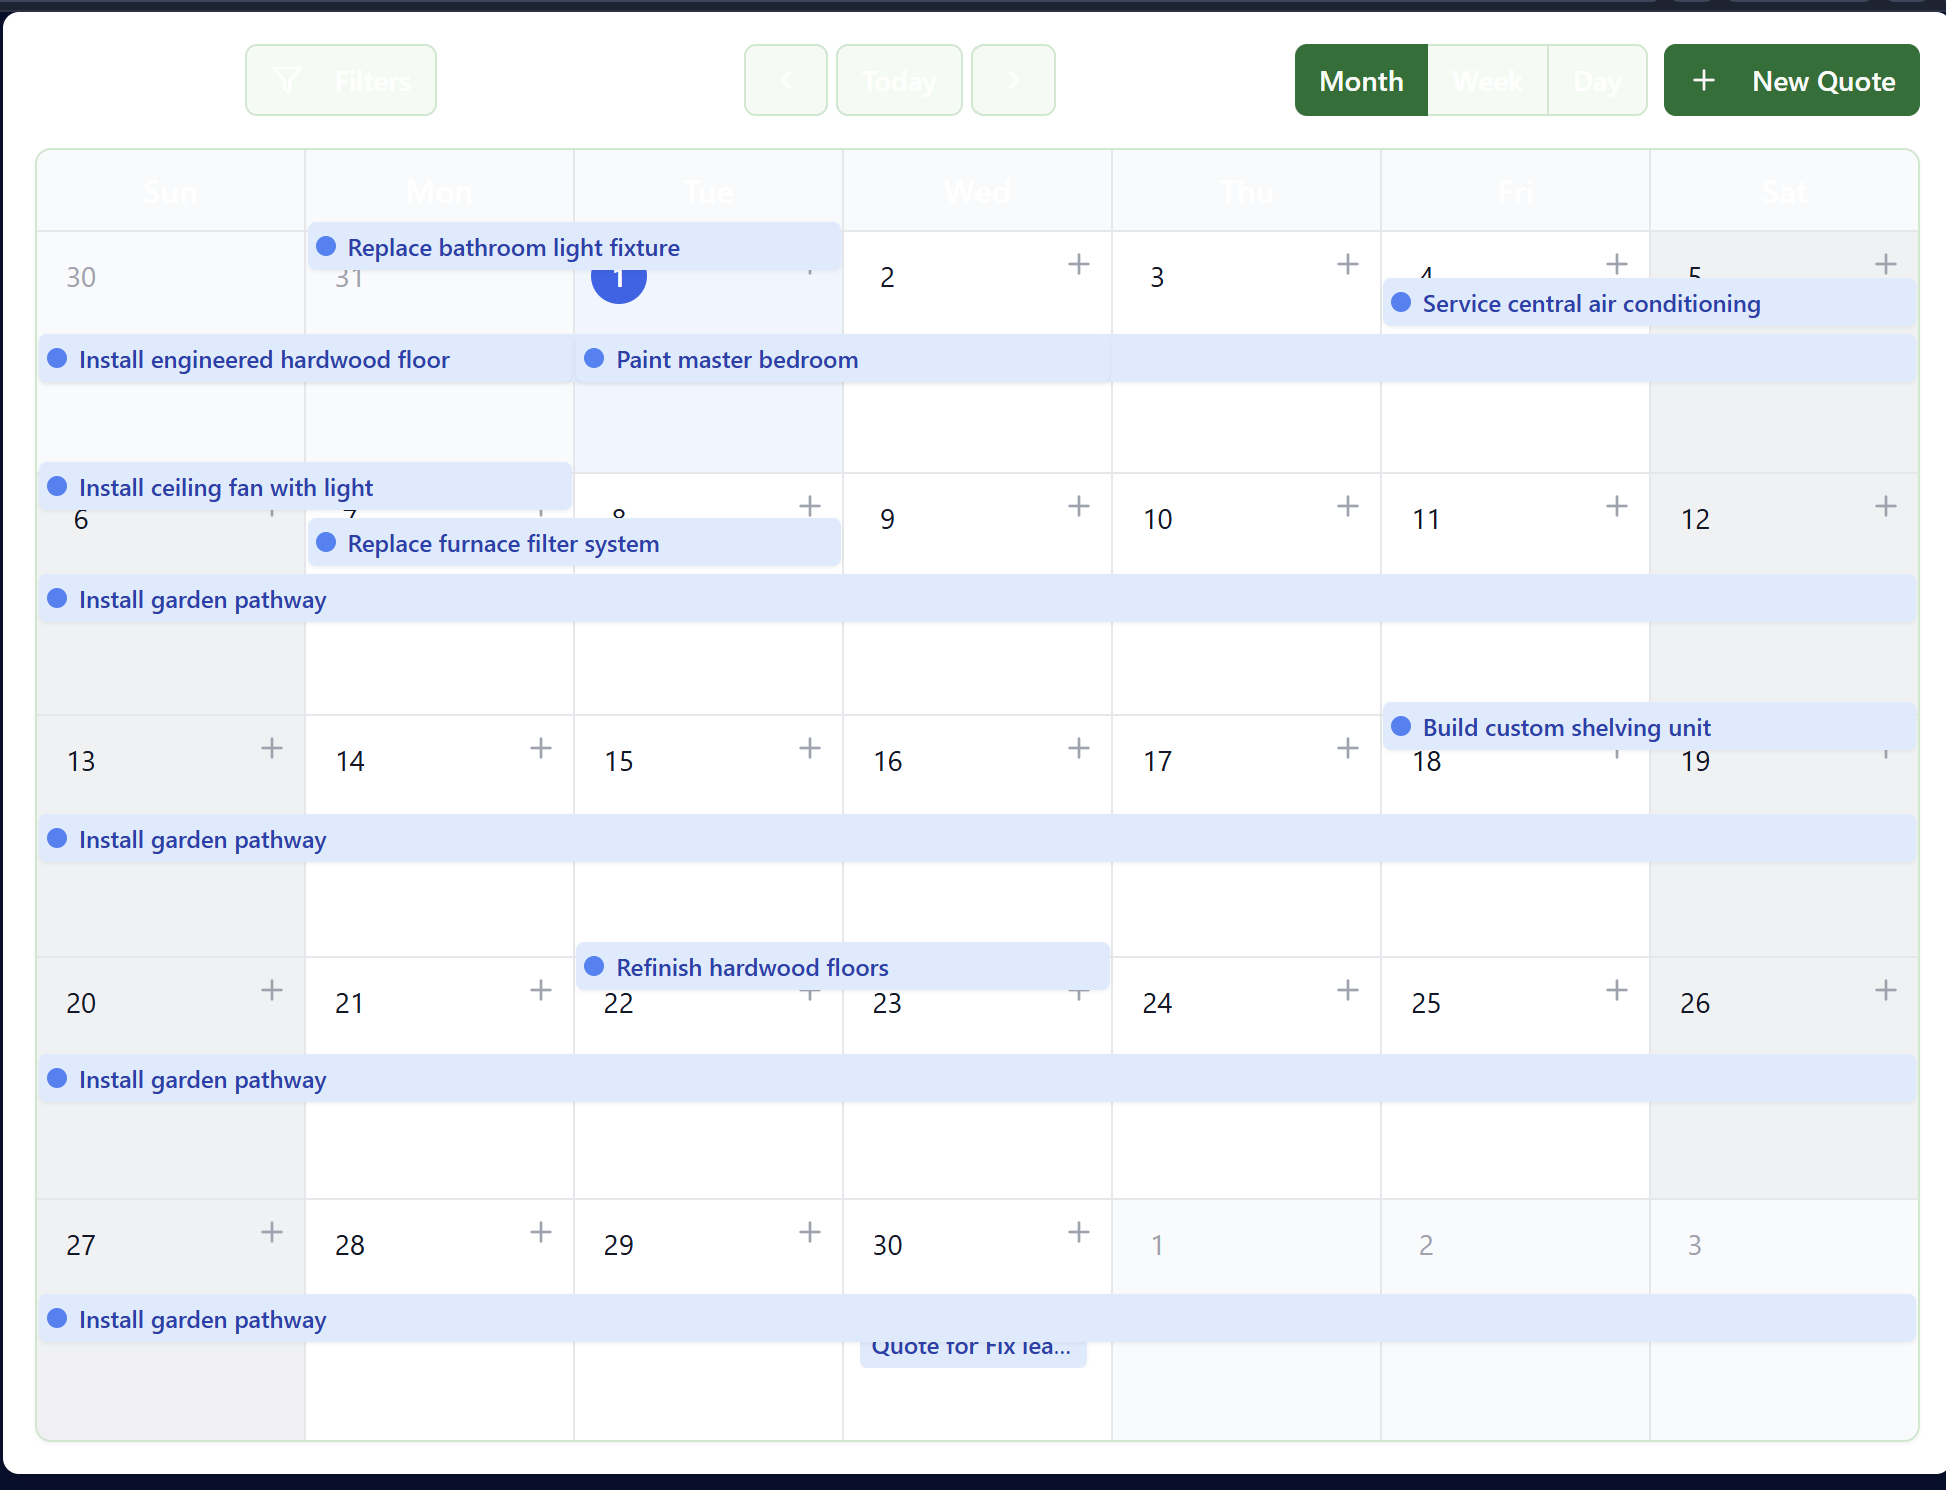 Filters
Today
Month
Week
Day
New Quote
Sun
Mon
Tue
Wed
Thu
Fri
Sat
Replace bathroom light fixture
30
31
1
2
3
4
5
Service central air conditioning
Install engineered hardwood floor
Paint master bedroom
Install ceiling fan with light
6
7
8
9
10
11
12
Replace furnace filter system
Install garden pathway
Build custom shelving unit
13
14
15
16
17
18
19
Install garden pathway
Refinish hardwood floors
20
21
22
23
24
25
26
Install garden pathway
27
28
29
30
1
2
3
Install garden pathway
Quote for Fix lea...